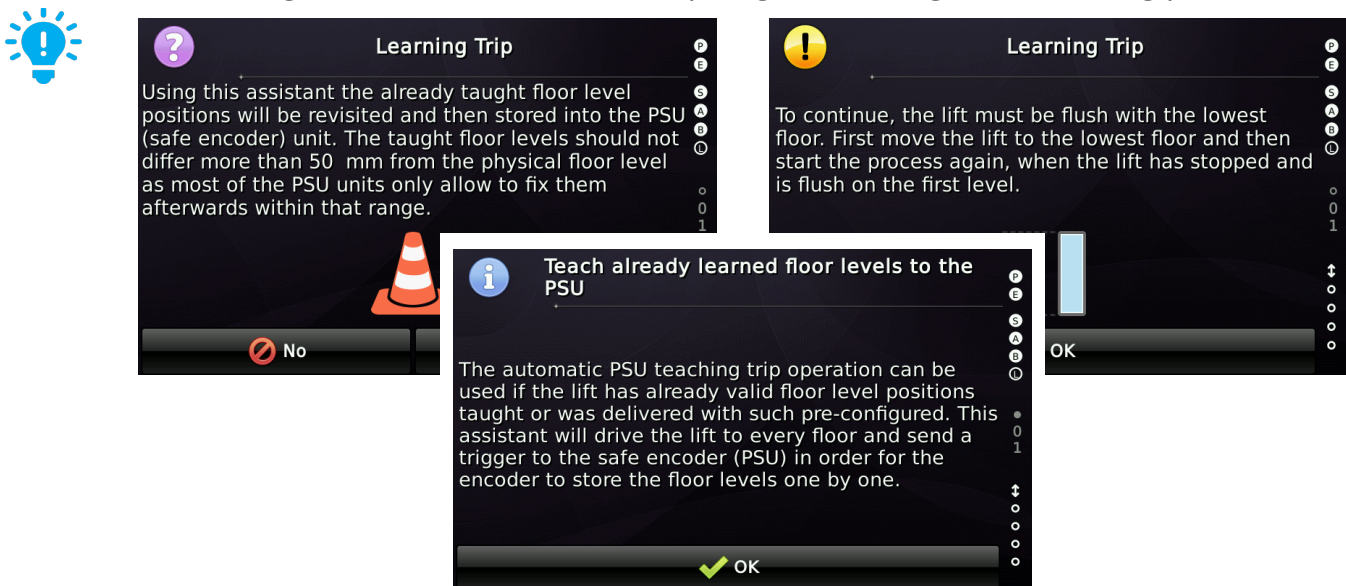 Learning Trip
Using this assistant the already taught floor level
positions will be revisited and then stored into the PSU
(safe encoder) unit. The taught floor levels should not
differer more than 50 mm from the physical floor level
as most of the PSU units only allow to fix them
afterwards within that range.
No
P
E
S
A
B
L
0
1
Learning Trip
To continue, the lift must be flush with the lowest
floor. First move the lift to the lowest floor and then
start the process again, when the lift has stopped and
is flush on the first level.
OK
P
E
S
A
B
L
0
1
Teach already learned floor levels to the
PSU
The automatic PSU teaching trip operation can be
used if the lift has already valid floor level positions
taught or was delivered with such pre-configured. This
assistant will drive the lift to every floor and send a
trigger to the safe encoder (PSU) in order for the
encoder to store the floor levels one by one.
OK
P
E
S
A
B
L
0
1